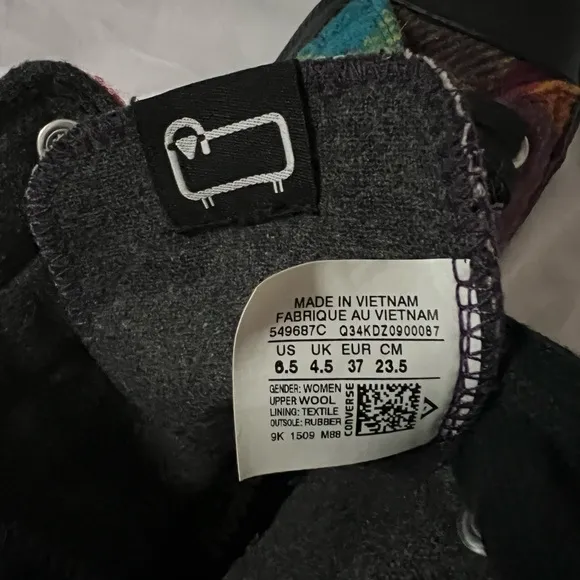 MADE IN VIETNAM
FABRIQUE AU VIETNAM
549687C Q34KDZ0900087
US UK EUR CM
6.5 4.5 37 23.5
GENDER: WOMEN
UPPER WOOL
LINING: TEXTILE
OUTSOLE: RUBBER
9K 1509 M88
CONVERSE